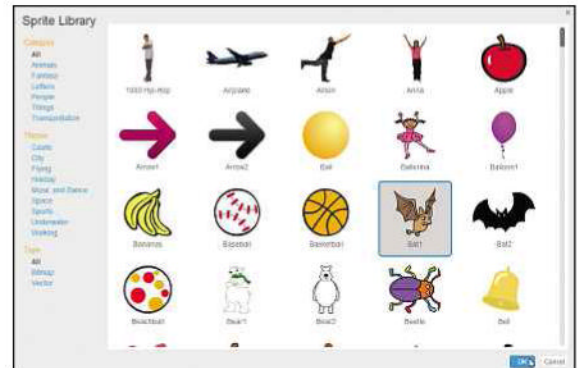 Sprite Library
Category
All
Animals
Fantasy
Letters
People
Things
Transportation
Theme
Castle
City
Flying
Holiday
Music and Dance
Space
Sports
Underwater
Walking
Type
All
Bitmap
Vector
1080 Hip-Hop
Airplane
Anna
Apple
Arrow1
Arrow2
Ball
Ballerina
Balloon1
Bananas
Baseball
Basketball
Bat1
Bat2
Beachball
Bear1
Bear2
Beetle
Bell
OK
Cancel